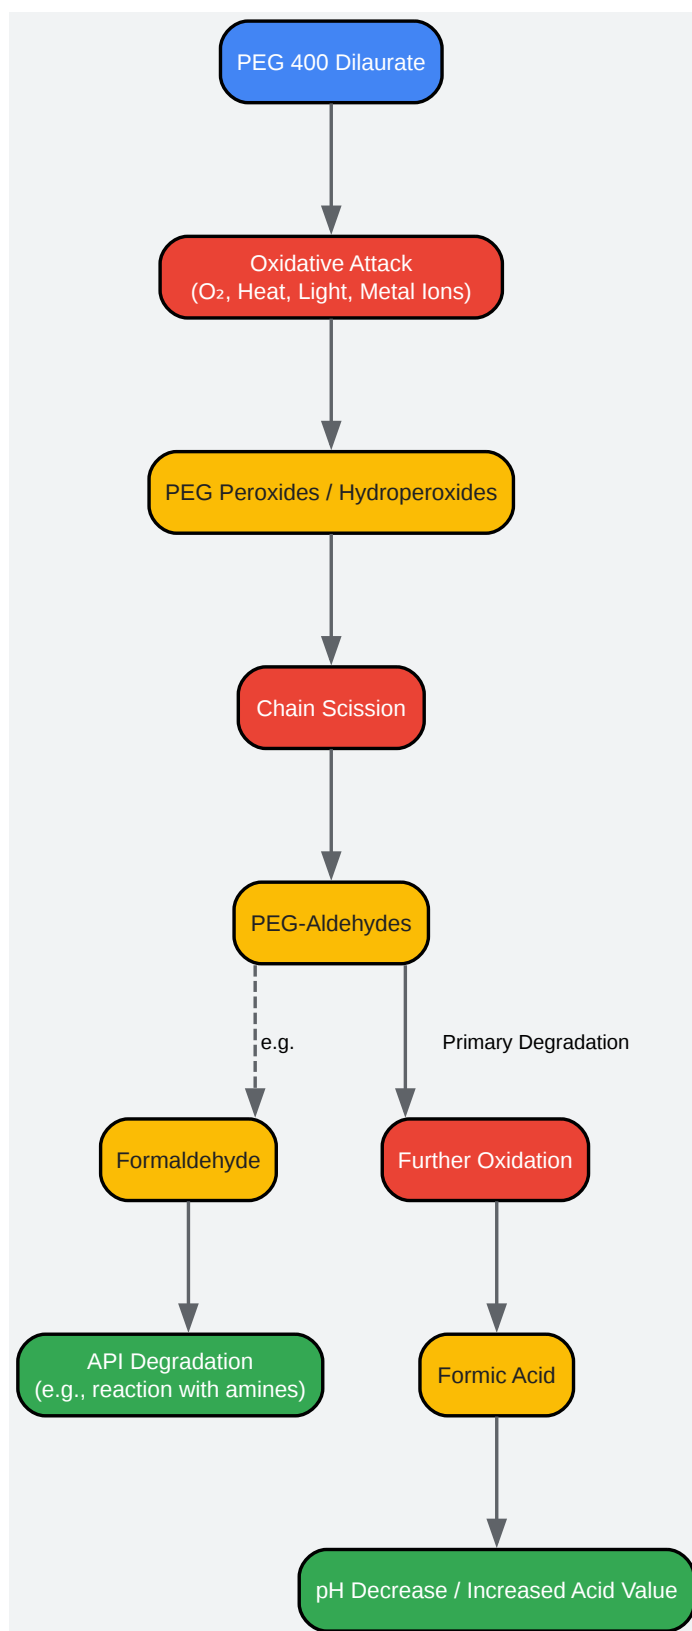 PEG 400 Dilaurate
Oxidative Attack
(O₂, Heat, Light, Metal Ions)
PEG Peroxides / Hydroperoxides
Chain Scission
PEG-Aldehydes
e.g.
Primary Degradation
Formaldehyde
Further Oxidation
API Degradation
(e.g., reaction with amines)
Formic Acid
pH Decrease / Increased Acid Value